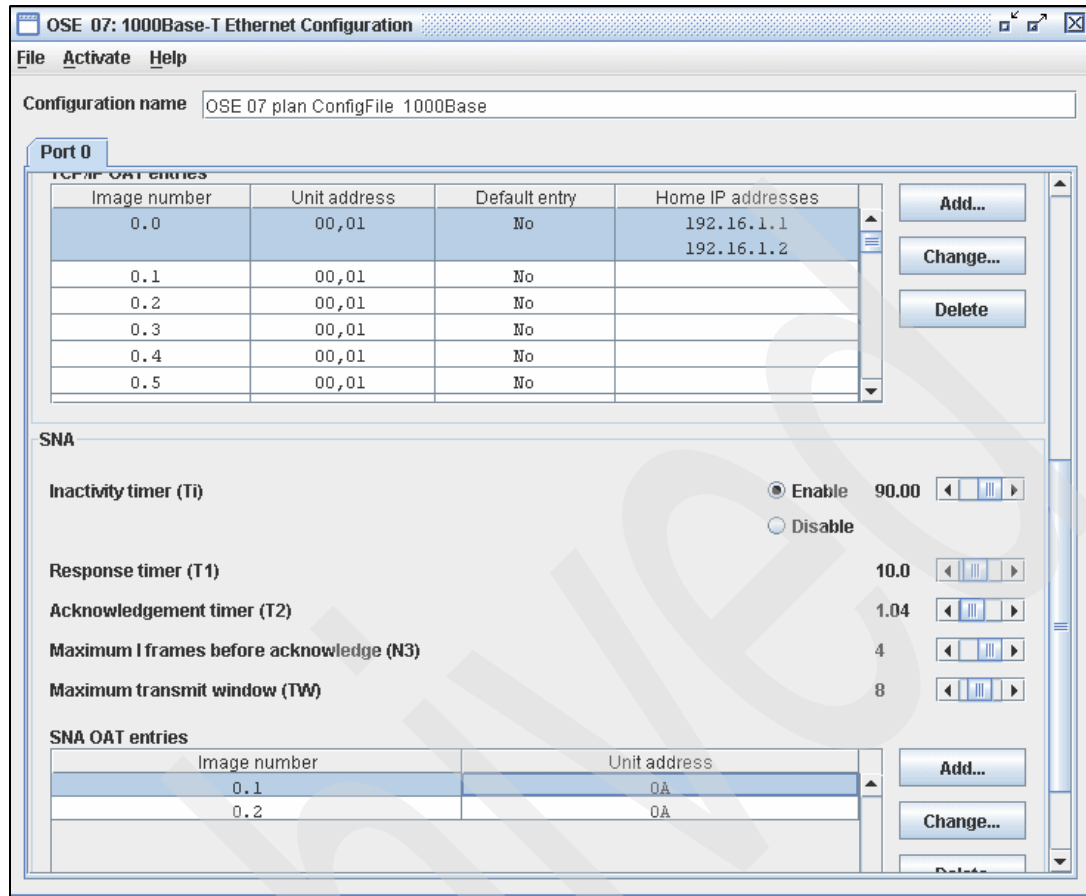 OSE 07: 1000Base-T Ethernet Configuration
File Activate Help
Configuration name OSE 07 plan ConfigFile 1000Base
Port 0
TCP/IP OAT entries
Image number Unit address Default entry Home IP addresses
0.0 00,01 No 192.16.1.1
192.16.1.2
0.1 00,01 No
0.2 00,01 No
0.3 00,01 No
0.4 00,01 No
0.5 00,01 No
Add...
Change...
Delete
SNA
Inactivity timer (Ti) Enable 90.00
Disable
Response timer (T1) 10.0
Acknowledgement timer (T2) 1.04
Maximum I frames before acknowledge (N3) 4
Maximum transmit window (TW) 8
SNA OAT entries
Image number Unit address
0.1 0A
0.2 0A
Add...
Change...
Delete